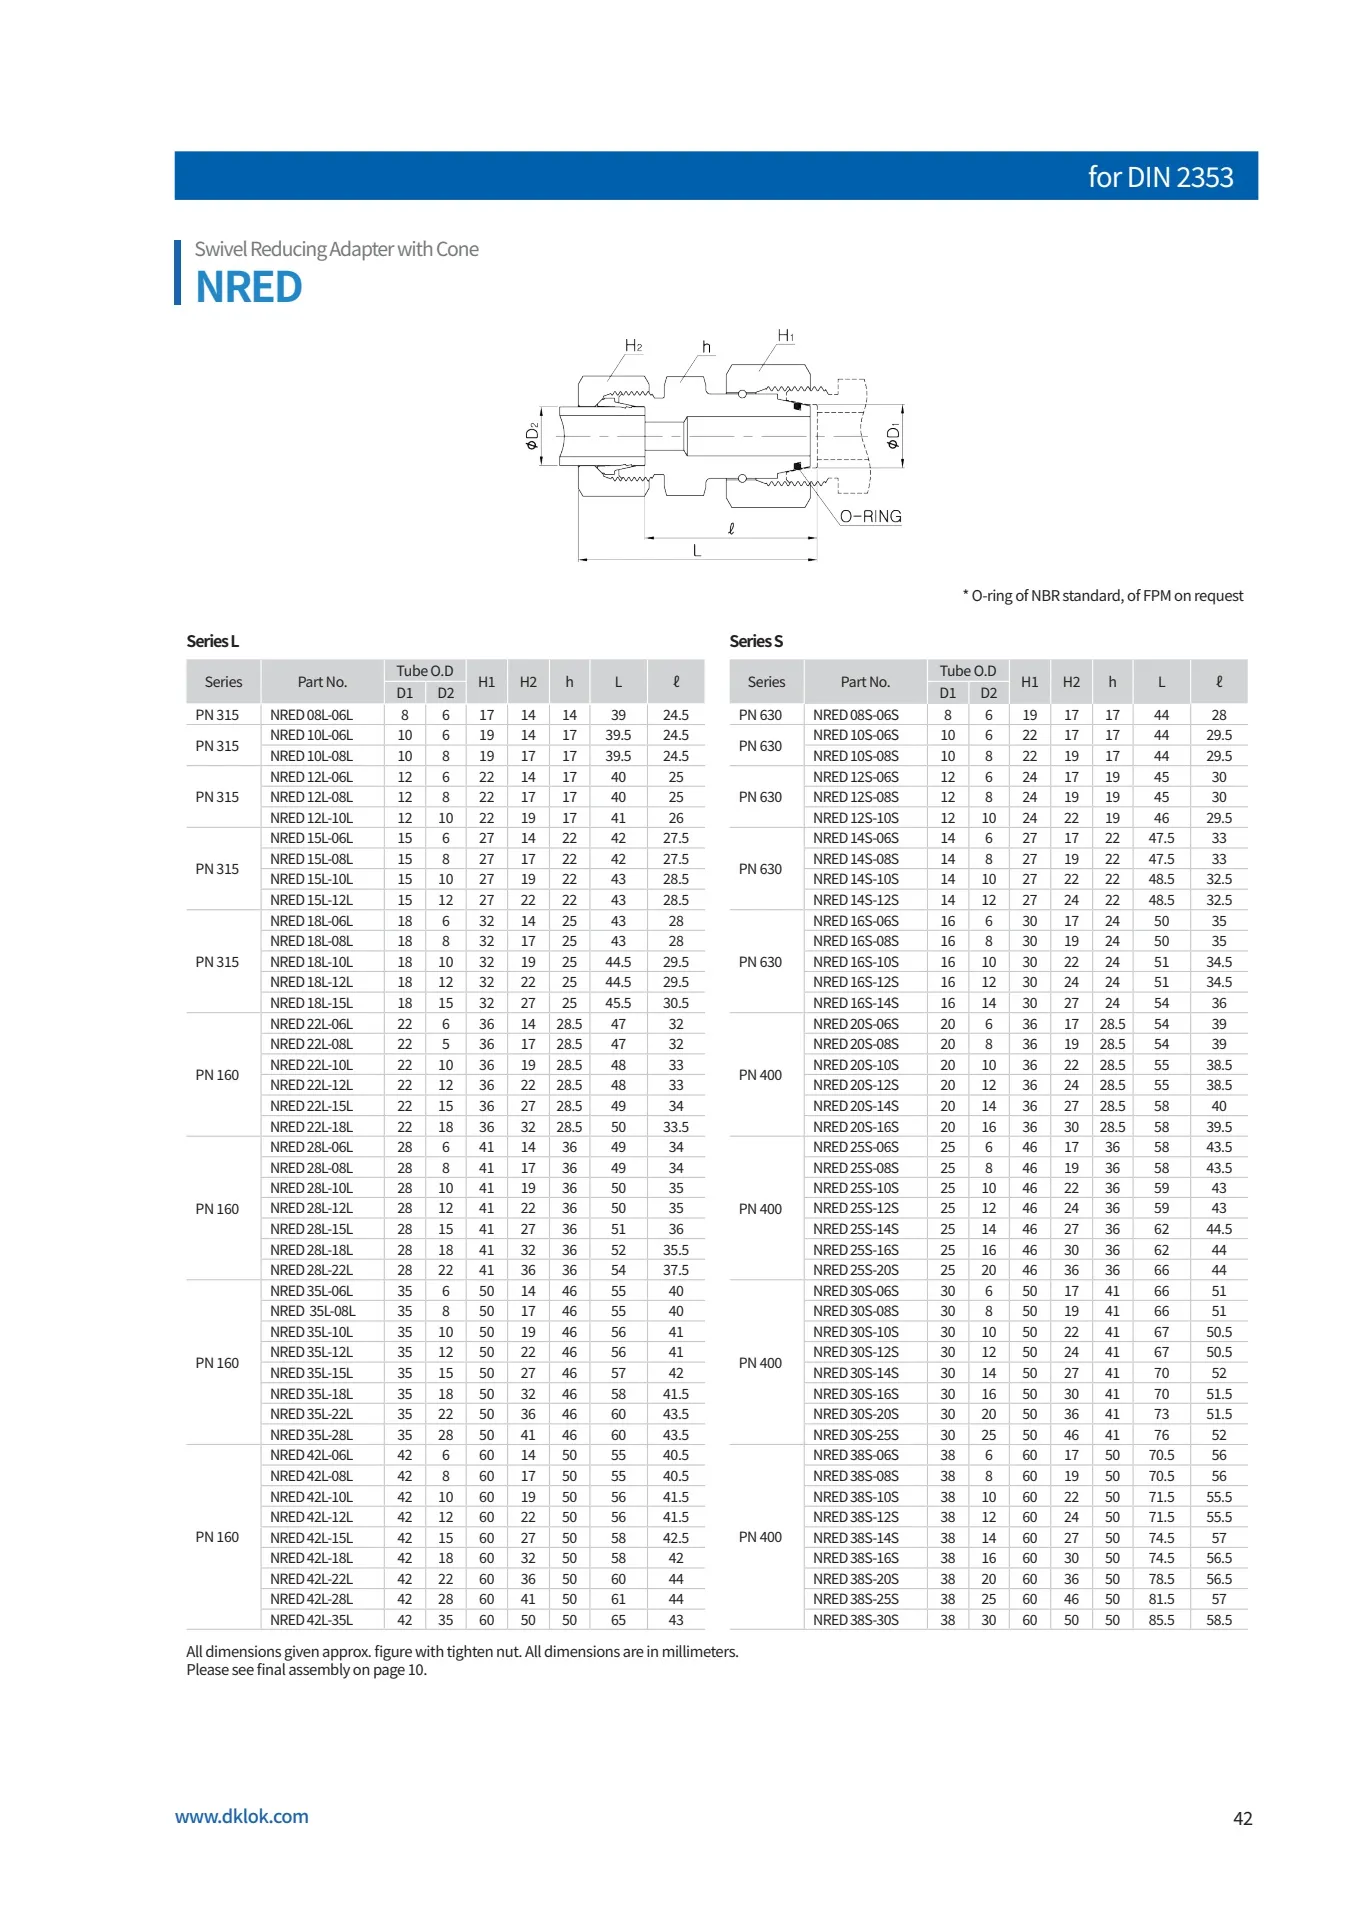 for DIN 2353
Swivel Reducing Adapter with Cone
NRED
H1
H2
h
φD2
φD1
O-RING
ℓ
L
* O-ring of NBR standard, of FPM on request
Series L
Series Part No. Tube O.D H1 H2 h L ℓ
D1 D2
PN 315 NRED 08L-06L 8 6 17 14 14 39 24.5
PN 315 NRED 10L-06L 10 6 19 14 17 39.5 24.5
NRED 10L-08L 10 8 19 17 17 39.5 24.5
PN 315 NRED 12L-06L 12 6 22 14 17 40 25
NRED 12L-08L 12 8 22 17 17 40 25
NRED 12L-10L 12 10 22 19 17 41 26
PN 315 NRED 15L-06L 15 6 27 14 22 42 27.5
NRED 15L-08L 15 8 27 17 22 42 27.5
NRED 15L-10L 15 10 27 19 22 43 28.5
NRED 15L-12L 15 12 27 22 22 43 28.5
PN 315 NRED 18L-06L 18 6 32 14 25 43 28
NRED 18L-08L 18 8 32 17 25 43 28
NRED 18L-10L 18 10 32 19 25 44.5 29.5
NRED 18L-12L 18 12 32 22 25 44.5 29.5
NRED 18L-15L 18 15 32 27 25 45.5 30.5
PN 160 NRED 22L-06L 22 6 36 14 28.5 47 32
NRED 22L-08L 22 5 36 17 28.5 47 32
NRED 22L-10L 22 10 36 19 28.5 48 33
NRED 22L-12L 22 12 36 22 28.5 48 33
NRED 22L-15L 22 15 36 27 28.5 49 34
NRED 22L-18L 22 18 36 32 28.5 50 33.5
PN 160 NRED 28L-06L 28 6 41 14 36 49 34
NRED 28L-08L 28 8 41 17 36 49 34
NRED 28L-10L 28 10 41 19 36 50 35
NRED 28L-12L 28 12 41 22 36 50 35
NRED 28L-15L 28 15 41 27 36 51 36
NRED 28L-18L 28 18 41 32 36 52 35.5
NRED 28L-22L 28 22 41 36 36 54 37.5
PN 160 NRED 35L-06L 35 6 50 14 46 55 40
NRED 35L-08L 35 8 50 17 46 55 40
NRED 35L-10L 35 10 50 19 46 56 41
NRED 35L-12L 35 12 50 22 46 56 41
NRED 35L-15L 35 15 50 27 46 57 42
NRED 35L-18L 35 18 50 32 46 58 41.5
NRED 35L-22L 35 22 50 36 46 60 43.5
NRED 35L-28L 35 28 50 41 46 60 43.5
PN 160 NRED 42L-06L 42 6 60 14 50 55 40.5
NRED 42L-08L 42 8 60 17 50 55 40.5
NRED 42L-10L 42 10 60 19 50 56 41.5
NRED 42L-12L 42 12 60 22 50 56 41.5
NRED 42L-15L 42 15 60 27 50 58 42.5
NRED 42L-18L 42 18 60 32 50 58 42
NRED 42L-22L 42 22 60 36 50 60 44
NRED 42L-28L 42 28 60 41 50 61 44
NRED 42L-35L 42 35 60 50 50 65 43
Series S
Series Part No. Tube O.D H1 H2 h L ℓ
D1 D2
PN 630 NRED 08S-06S 8 6 19 17 17 44 28
PN 630 NRED 10S-06S 10 6 22 17 17 44 29.5
NRED 10S-08S 10 8 22 19 17 44 29.5
PN 630 NRED 12S-06S 12 6 24 17 19 45 30
NRED 12S-08S 12 8 24 19 19 45 30
NRED 12S-10S 12 10 24 22 19 46 29.5
PN 630 NRED 14S-06S 14 6 27 17 22 47.5 33
NRED 14S-08S 14 8 27 19 22 47.5 33
NRED 14S-10S 14 10 27 22 22 48.5 32.5
NRED 14S-12S 14 12 27 24 22 48.5 32.5
PN 630 NRED 16S-06S 16 6 30 17 24 50 35
NRED 16S-08S 16 8 30 19 24 50 35
NRED 16S-10S 16 10 30 22 24 51 34.5
NRED 16S-12S 16 12 30 24 24 51 34.5
NRED 16S-14S 16 14 30 27 24 54 36
PN 400 NRED 20S-06S 20 6 36 17 28.5 54 39
NRED 20S-08S 20 8 36 19 28.5 54 39
NRED 20S-10S 20 10 36 22 28.5 55 38.5
NRED 20S-12S 20 12 36 24 28.5 55 38.5
NRED 20S-14S 20 14 36 27 28.5 58 40
NRED 20S-16S 20 16 36 30 28.5 58 39.5
PN 400 NRED 25S-06S 25 6 46 17 36 58 43.5
NRED 25S-08S 25 8 46 19 36 58 43.5
NRED 25S-10S 25 10 46 22 36 59 43
NRED 25S-12S 25 12 46 24 36 59 43
NRED 25S-14S 25 14 46 27 36 62 44.5
NRED 25S-16S 25 16 46 30 36 62 44
NRED 25S-20S 25 20 46 36 36 66 44
PN 400 NRED 30S-06S 30 6 50 17 41 66 51
NRED 30S-08S 30 8 50 19 41 66 51
NRED 30S-10S 30 10 50 22 41 67 50.5
NRED 30S-12S 30 12 50 24 41 67 50.5
NRED 30S-14S 30 14 50 27 41 70 52
NRED 30S-16S 30 16 50 30 41 70 51.5
NRED 30S-20S 30 20 50 36 41 73 51.5
NRED 30S-25S 30 25 50 46 41 76 52
PN 400 NRED 38S-06S 38 6 60 17 50 70.5 56
NRED 38S-08S 38 8 60 19 50 70.5 56
NRED 38S-10S 38 10 60 22 50 71.5 55.5
NRED 38S-12S 38 12 60 24 50 71.5 55.5
NRED 38S-14S 38 14 60 27 50 74.5 57
NRED 38S-16S 38 16 60 30 50 74.5 56.5
NRED 38S-20S 38 20 60 36 50 78.5 56.5
NRED 38S-25S 38 25 60 46 50 81.5 57
NRED 38S-30S 38 30 60 50 50 85.5 58.5
All dimensions given approx. figure with tighten nut. All dimensions are in millimeters.
Please see final assembly on page 10.
www.dklok.com
42